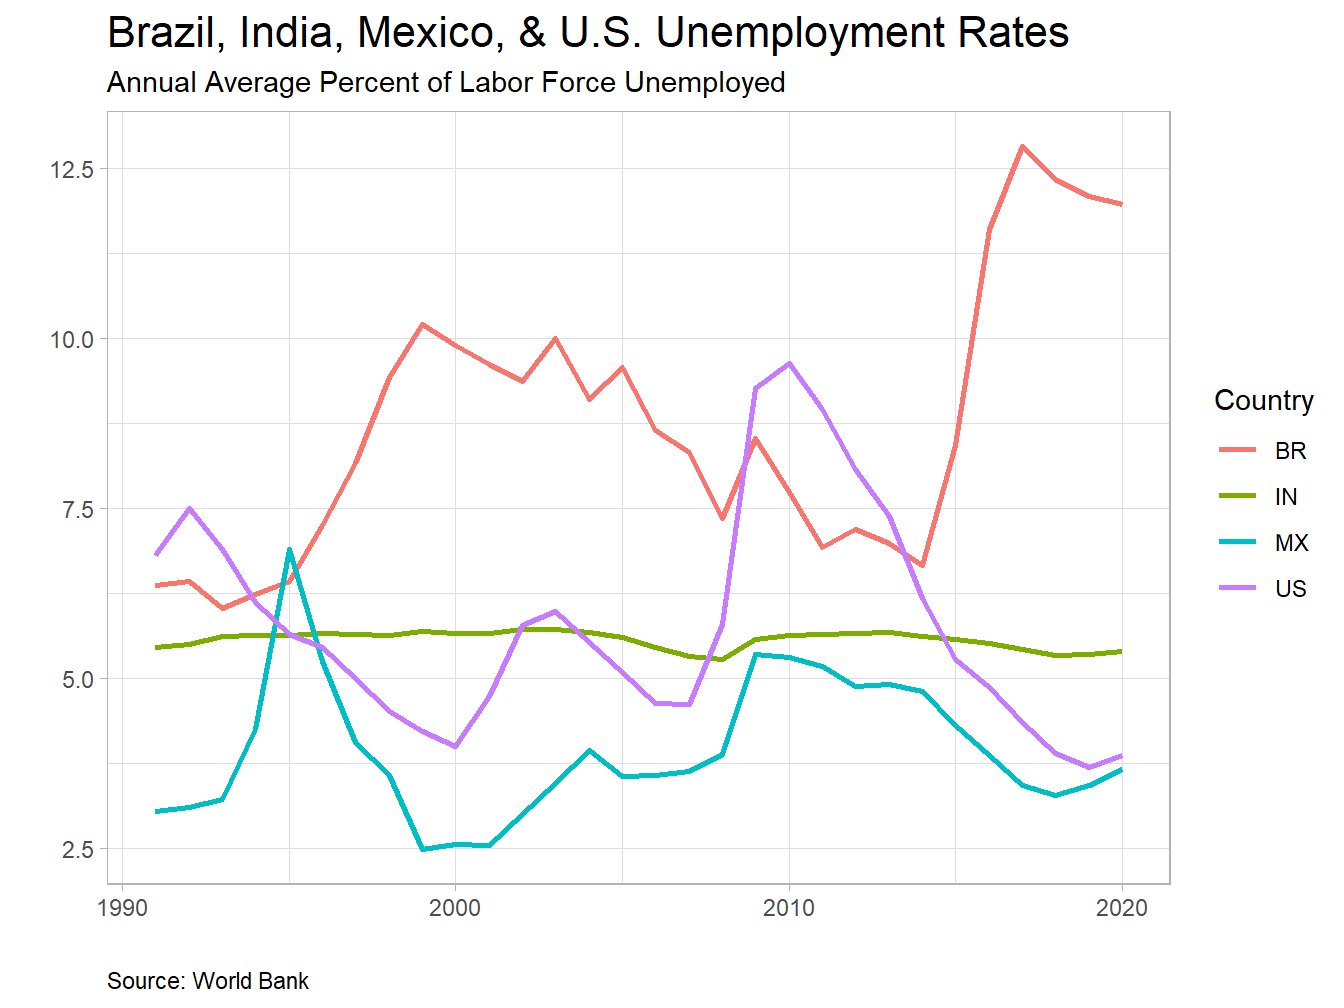 Brazil, India, Mexico, & U.S. Unemployment Rates
Annual Average Percent of Labor Force Unemployed
12.5
10.0
7.5
5.0
2.5
1990 2000 2010 2020
Country
BR
IN
MX
US
Source: World Bank